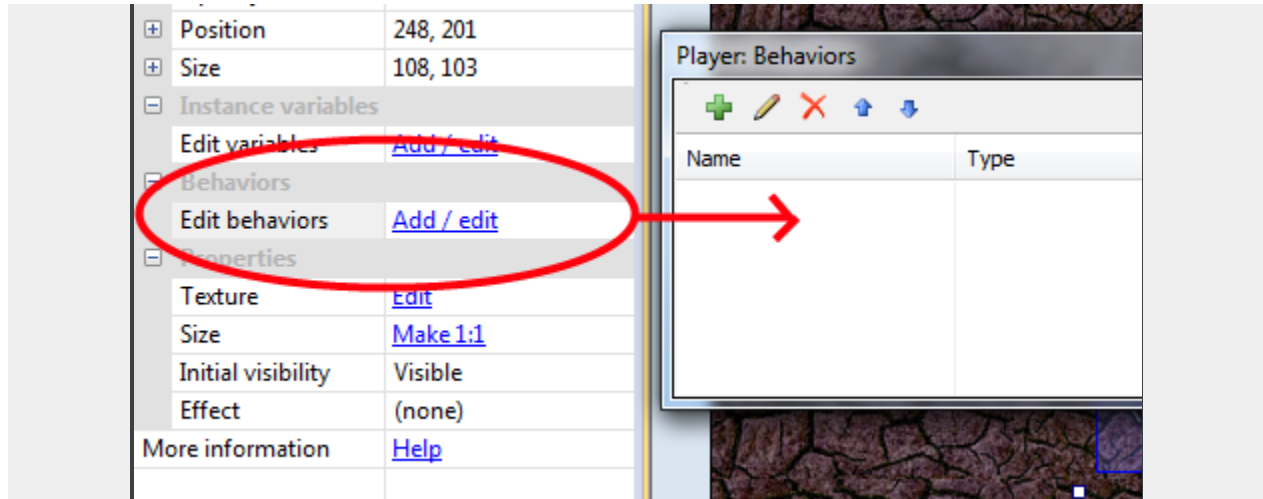 Position 248, 201
Size 108, 103
Instance variables
Edit variables Add / edit
Behaviors
Edit behaviors Add / edit
Properties
Texture Edit
Size Make 1:1
Initial visibility Visible
Effect (none)
More information Help
Player: Behaviors
Name Type